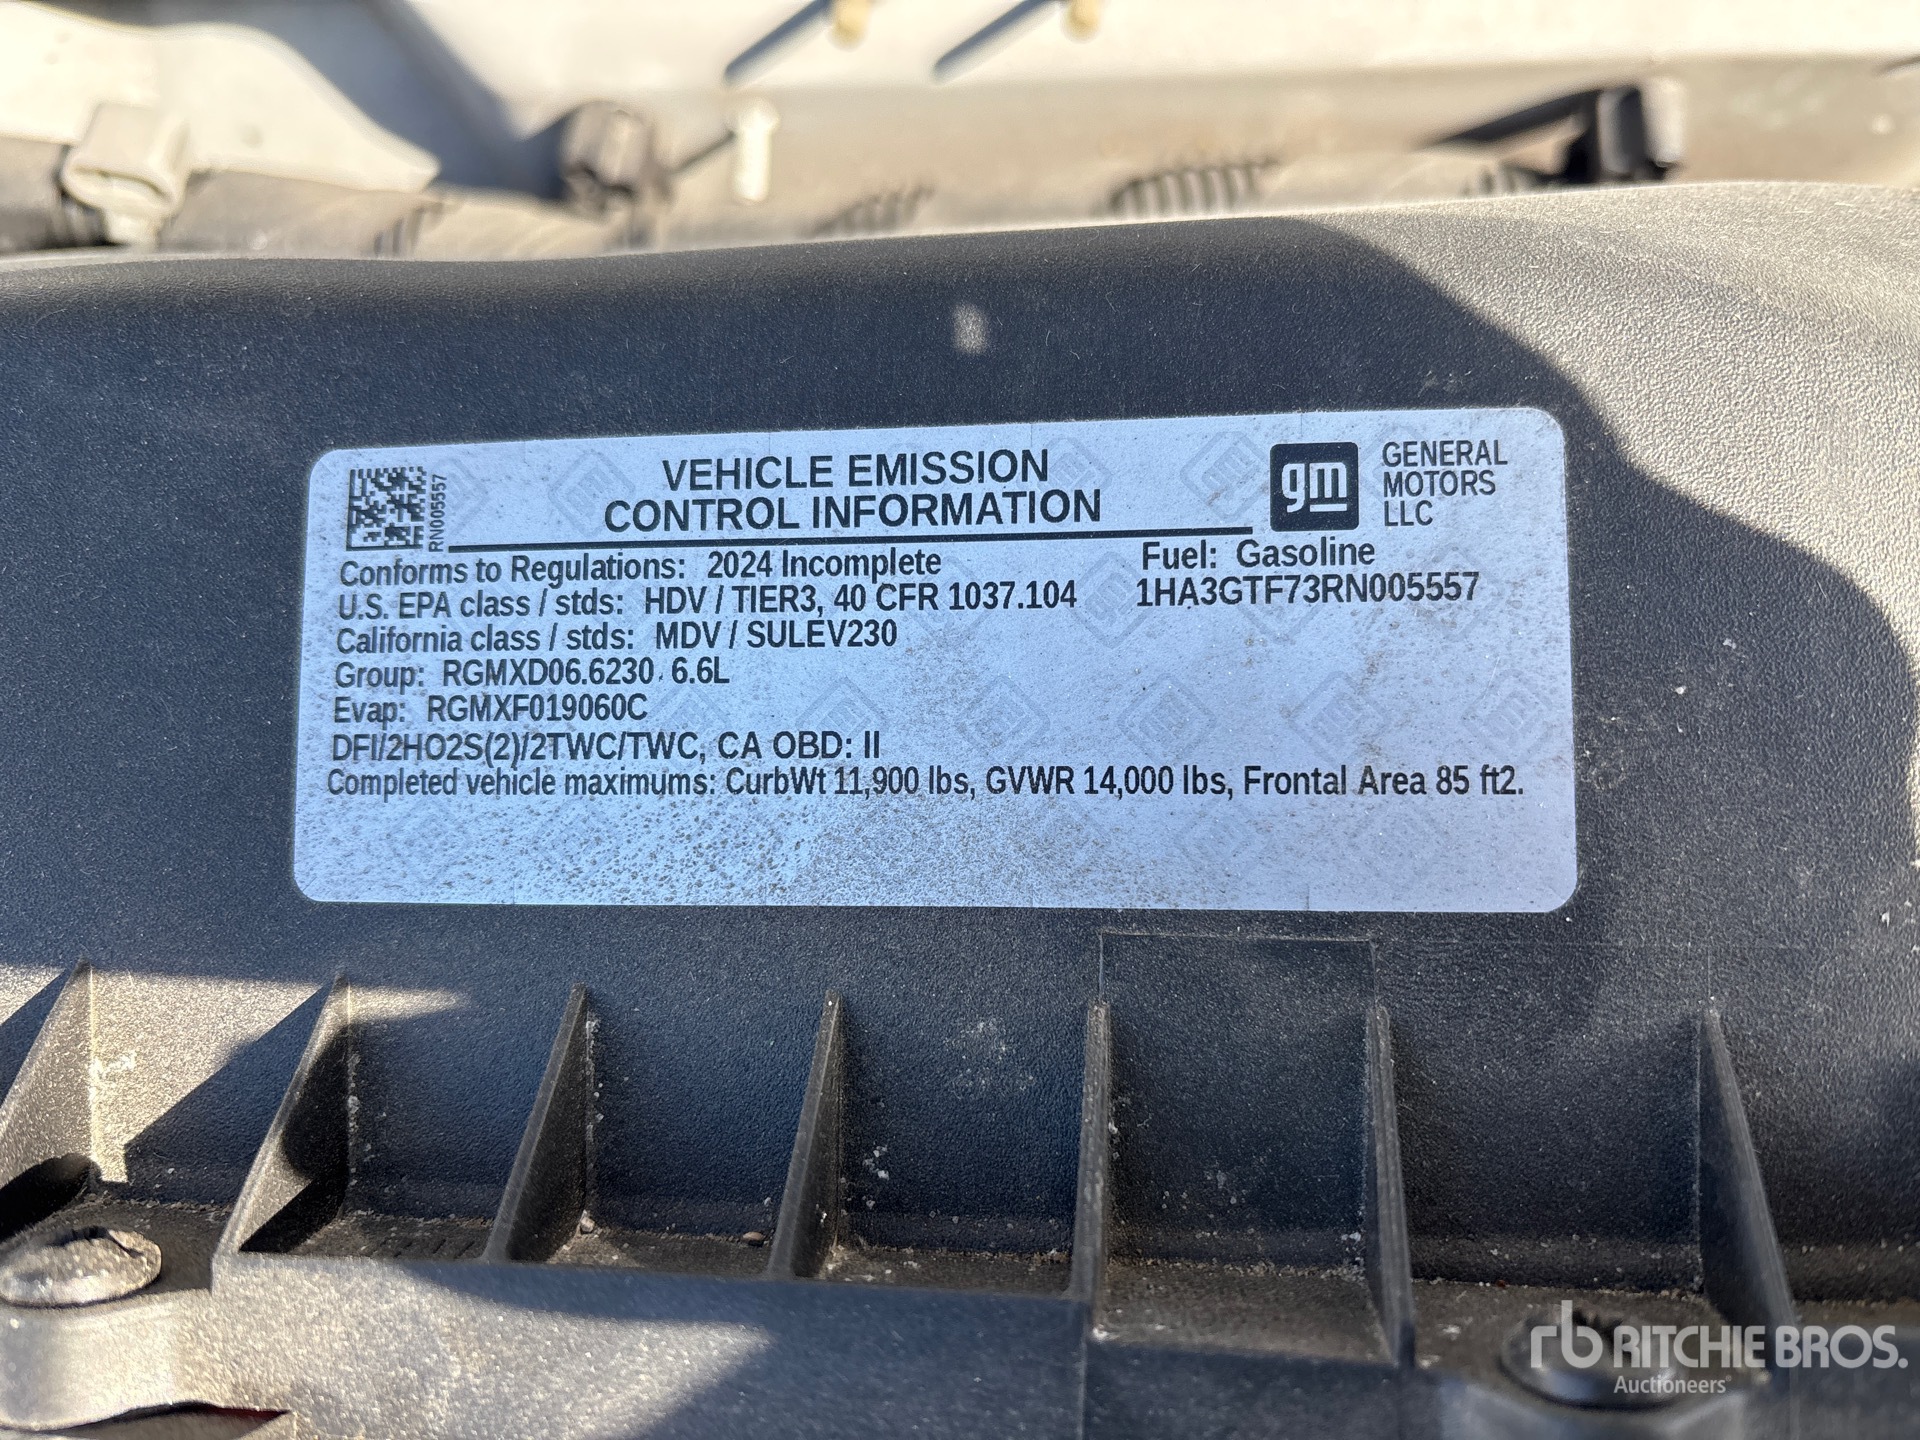 RN005557
VEHICLE EMISSION
CONTROL INFORMATION
gm
GENERAL
MOTORS
LLC
Conforms to Regulations: 2024 Incomplete
Fuel: Gasoline
U.S. EPA class / stds: HDV / TIER3, 40 CFR 1037.104
1HA3GTF73RN005557
California class / stds: MDV / SULEV230
Group: RGMXD06.6230 6.6L
Evap: RGMXF019060C
DFI/2HO2S(2)/2TWC/TWC, CA OBD: II
Completed vehicle maximums: CurbWt 11,900 lbs, GVWR 14,000 lbs, Frontal Area 85 ft2.
rb RITCHIE BROS.
Auctioneers